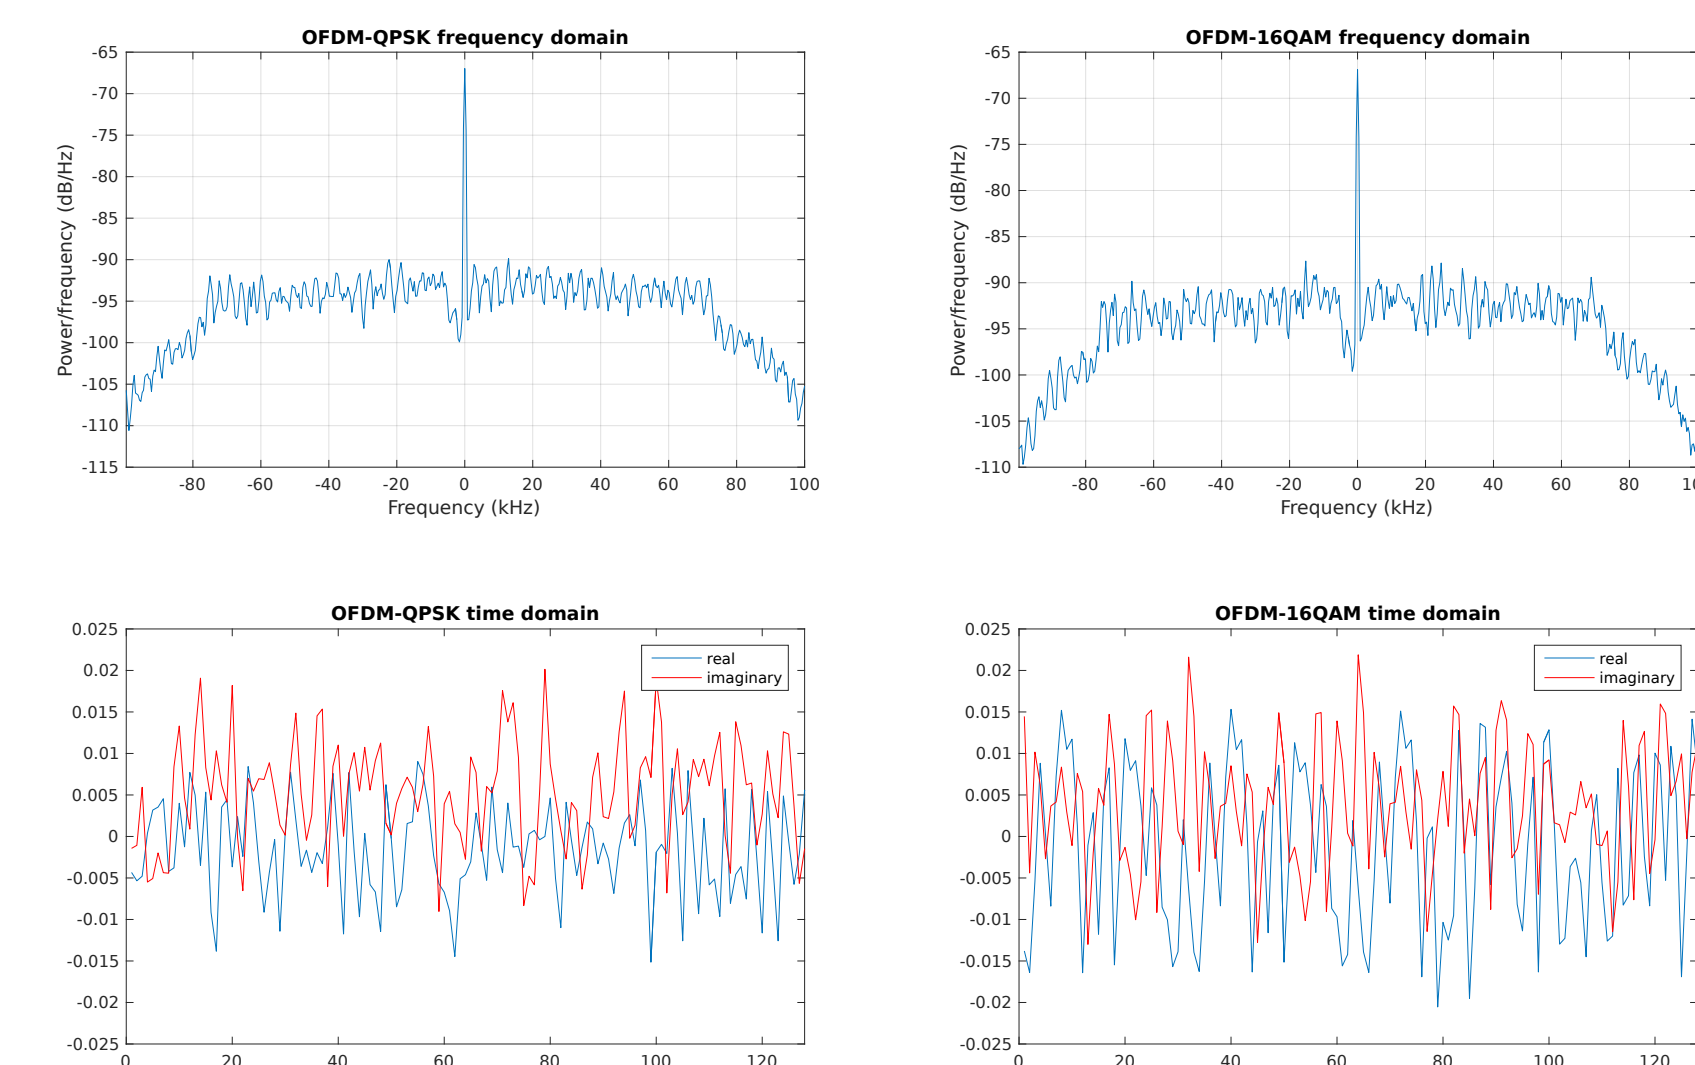 OFDM-QPSK frequency domain
-65
-70
-75
-80
-85
-90
-95
-100
-105
-110
-115
Power/frequency (dB/Hz)
-80 -60 -40 -20 0 20 40 60 80 100
Frequency (kHz)
OFDM-16QAM frequency domain
-65
-70
-75
-80
-85
-90
-95
-100
-105
-110
Power/frequency (dB/Hz)
-80 -60 -40 -20 0 20 40 60 80
Frequency (kHz)
OFDM-QPSK time domain
0.025
0.02
0.015
0.01
0.005
0
-0.005
-0.01
-0.015
-0.02
-0.025
real
imaginary
0 20 40 60 80 100 120
OFDM-16QAM time domain
0.025
0.02
0.015
0.01
0.005
0
-0.005
-0.01
-0.015
-0.02
-0.025
real
imaginary
0 20 40 60 80 100 120